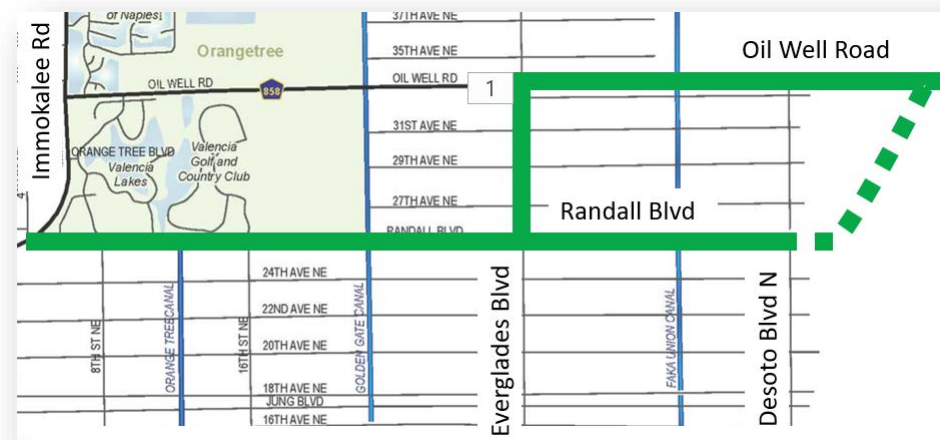 of Naples
37TH AVE NE
Orangetree
35TH AVE NE
Oil Well Road
Immokalee Rd
OIL WELL RD
858
OIL WELL RD
1
31ST AVE NE
ORANGE TREE BLVD
Valencia
Lakes
Valencia
Golf and
Country Club
29TH AVE NE
27TH AVE NE
Randall Blvd
4
RANDALL BLVD
24TH AVE NE
22ND AVE NE
20TH AVE NE
18TH AVE NE
JUNG BLVD
16TH AVE NE
8TH ST NE
ORANGE TREE CANAL
16TH ST NE
GOLDEN GATE CANAL
Everglades Blvd
FAKA UNION CANAL
Desoto Blvd N